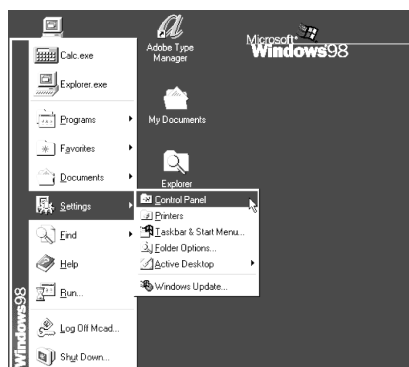 Calc.exe
Explorer.exe
Programs
Favorites
Documents
Settings
Find
Help
Run...
Log Off Mcad...
Shut Down...
Windows98
Adobe Type
Manager
My Documents
Explorer
Control Panel
Printers
Taskbar & Start Menu...
Folder Options...
Active Desktop
Windows Update...
Microsoft
Windows98